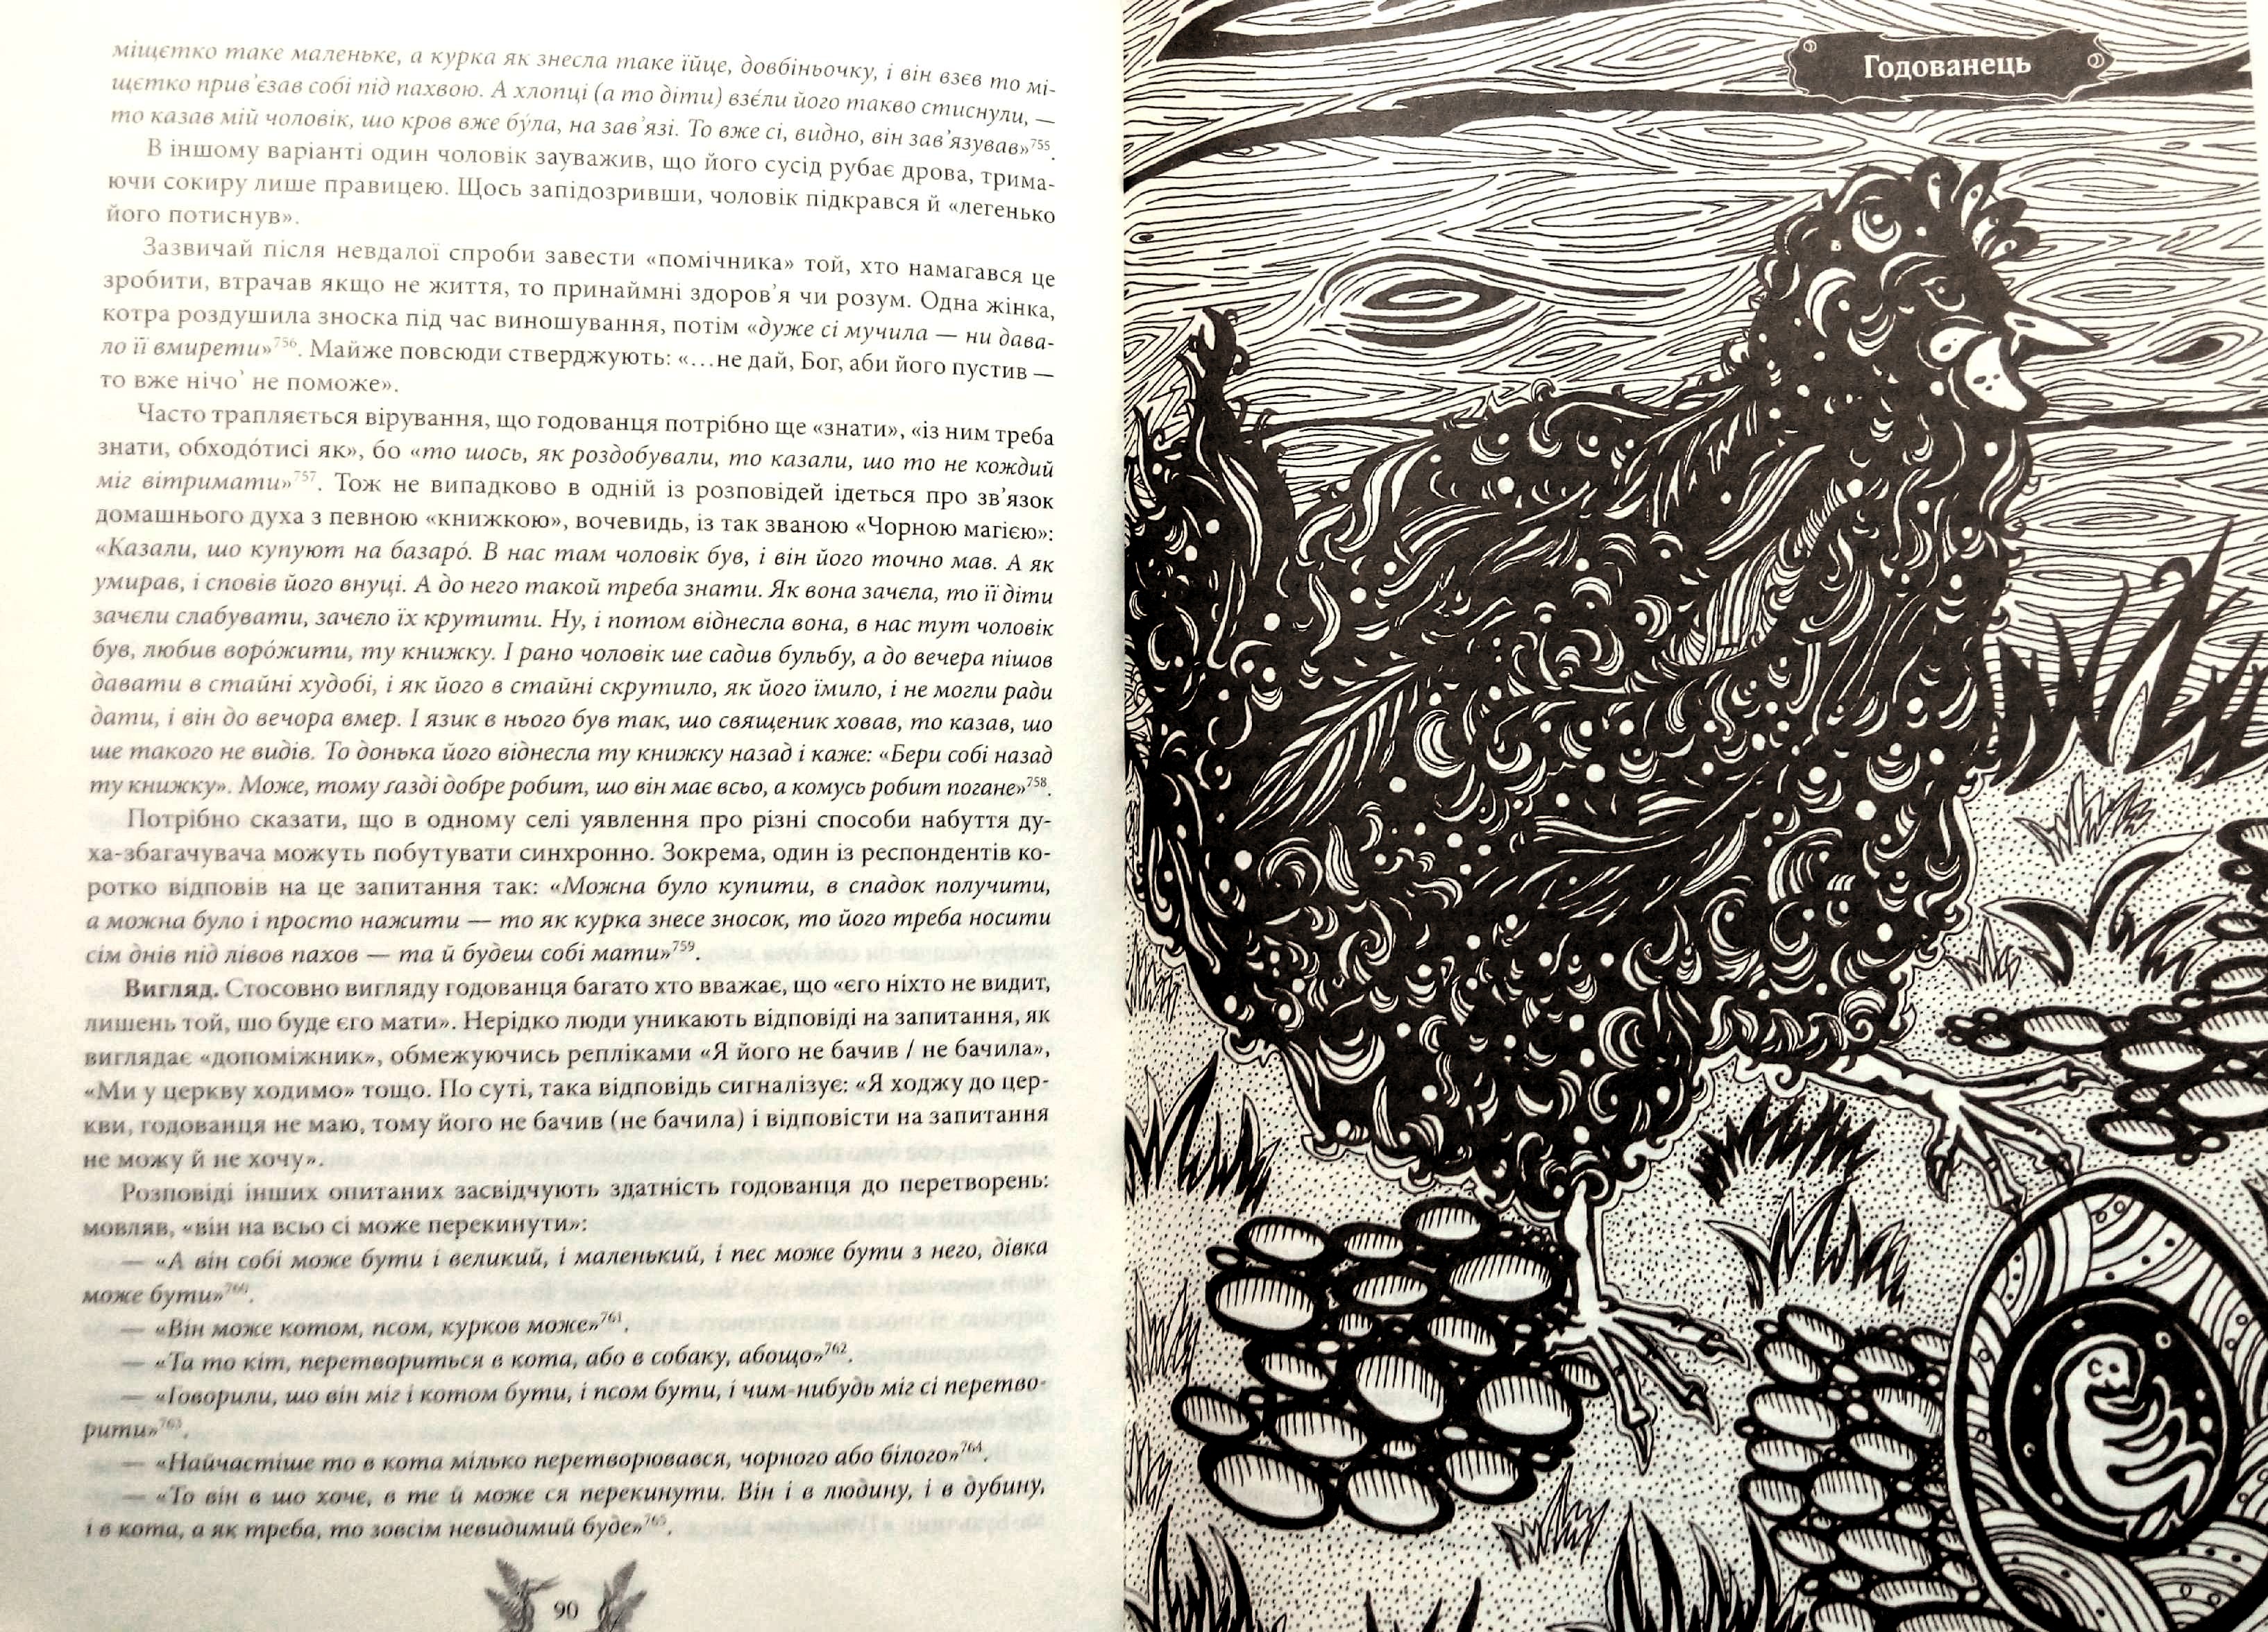 міщєтко таке маленьке, а курка як знесла таке їйце, довбіньочку, і він взєв то мі-
щєтко прив'єзав собі під пахвою. А хлопці (а то діти) взєли його такво стиснули, —
то казав мій чоловік, шо кров вже була, на зав'язі. То вже сі, видно, він зав'язував»⁷⁵⁵.
В іншому варіанті один чоловік зауважив, що його сусід рубає дрова, трима-
ючи сокиру лише правицею. Щось запідозривши, чоловік підкрався й «легенько
його потиснув».
Зазвичай після невдалої спроби завести «помічника» той, хто намагався це
зробити, втрачав якщо не життя, то принаймні здоров'я чи розум. Одна жінка,
котра роздушила зноска під час виношування, потім «дуже сі мучила — ни дава-
ло її вмирети»⁷⁵⁶. Майже повсюди стверджують: «…не дай, Бог, аби його пустив —
то вже нічо' не поможе».
Часто трапляється вірування, що годованця потрібно ще «знати», «із ним треба
знати, обходо́тисі як», бо «то шось, як роздобували, то казали, шо то не кождий
міг вітримати»⁷⁵⁷. Тож не випадково в одній із розповідей ідеться про зв'язок
домашнього духа з певною «книжкою», вочевидь, із так званою «Чорною магією»:
«Казали, шо купуют на базаро́. В нас там чоловік був, і він його точно мав. А як
умирав, і сповів його внуці. А до него такой треба знати. Як вона зачєла, то її діти
зачєли слабувати, зачєло їх крутити. Ну, і потом віднесла вона, в нас тут чоловік
був, любив воро́жити, ту книжку. І рано чоловік ше садив бульбу, а до вечера пішов
давати в стайні худобі, і як його в стайні скрутило, як його їмило, і не могли ради
дати, і він до вечора вмер. І язик в нього був так, шо священик ховав, то казав, шо
ше такого не видів. То донька його віднесла ту книжку назад і каже: «Бери собі назад
ту книжку». Може, тому ґазді добре робит, шо він має всьо, а комусь робит погане»⁷⁵⁸.
Потрібно сказати, що в одному селі уявлення про різні способи набуття ду-
ха-збагачувача можуть побутувати синхронно. Зокрема, один із респондентів ко-
ротко відповів на це запитання так: «Можна було купити, в спадок получити,
а можна було і просто нажити — то як курка знесе зносок, то його треба носити
сім днів під лівов пахов — та й будеш собі мати»⁷⁵⁹.
Вигляд. Стосовно вигляду годованця багато хто вважає, що «єго ніхто не видит,
лишень той, шо буде єго мати». Нерідко люди уникають відповіді на запитання, як
виглядає «допоміжник», обмежуючись репліками «Я його не бачив / не бачила»,
«Ми у церкву ходимо» тощо. По суті, така відповідь сигналізує: «Я ходжу до цер-
кви, годованця не маю, тому його не бачив (не бачила) і відповісти на запитання
не можу й не хочу».
Розповіді інших опитаних засвідчують здатність годованця до перетворень:
мовляв, «він на всьо сі може перекинути»:
— «А він собі може бути і великий, і маленький, і пес може бути з него, дівка
може бути»⁷⁶⁰.
— «Він може котом, псом, курков може»⁷⁶¹.
— «Та то кіт, перетвориться в кота, або в собаку, абощо»⁷⁶².
— «Говорили, шо він міг і котом бути, і псом бути, і чим-нибудь міг сі перетво-
рити»⁷⁶³.
— «Найчастіше то в кота мілько перетворювався, чорного або білого»⁷⁶⁴.
— «То він в шо хоче, в те й може ся перекинути. Він і в людину, і в дубину,
і в кота, а як треба, то зовсім невидимий буде»⁷⁶⁵.
90
Годованець